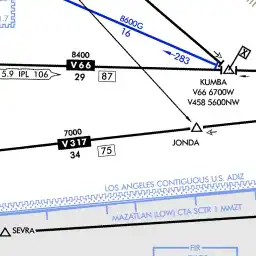 8600G
16
←283
17
8400
V66
29
87
5.9 IPL 106
KUMBA
V66 6700W
V458 5600NW
7000
V317
34
75
JONDA
LOS ANGELES CONTIGUOUS U.S. ADIZ
MAZATLAN (LOW) CTA SCTR 1 MMZT
SEVRA
FIR